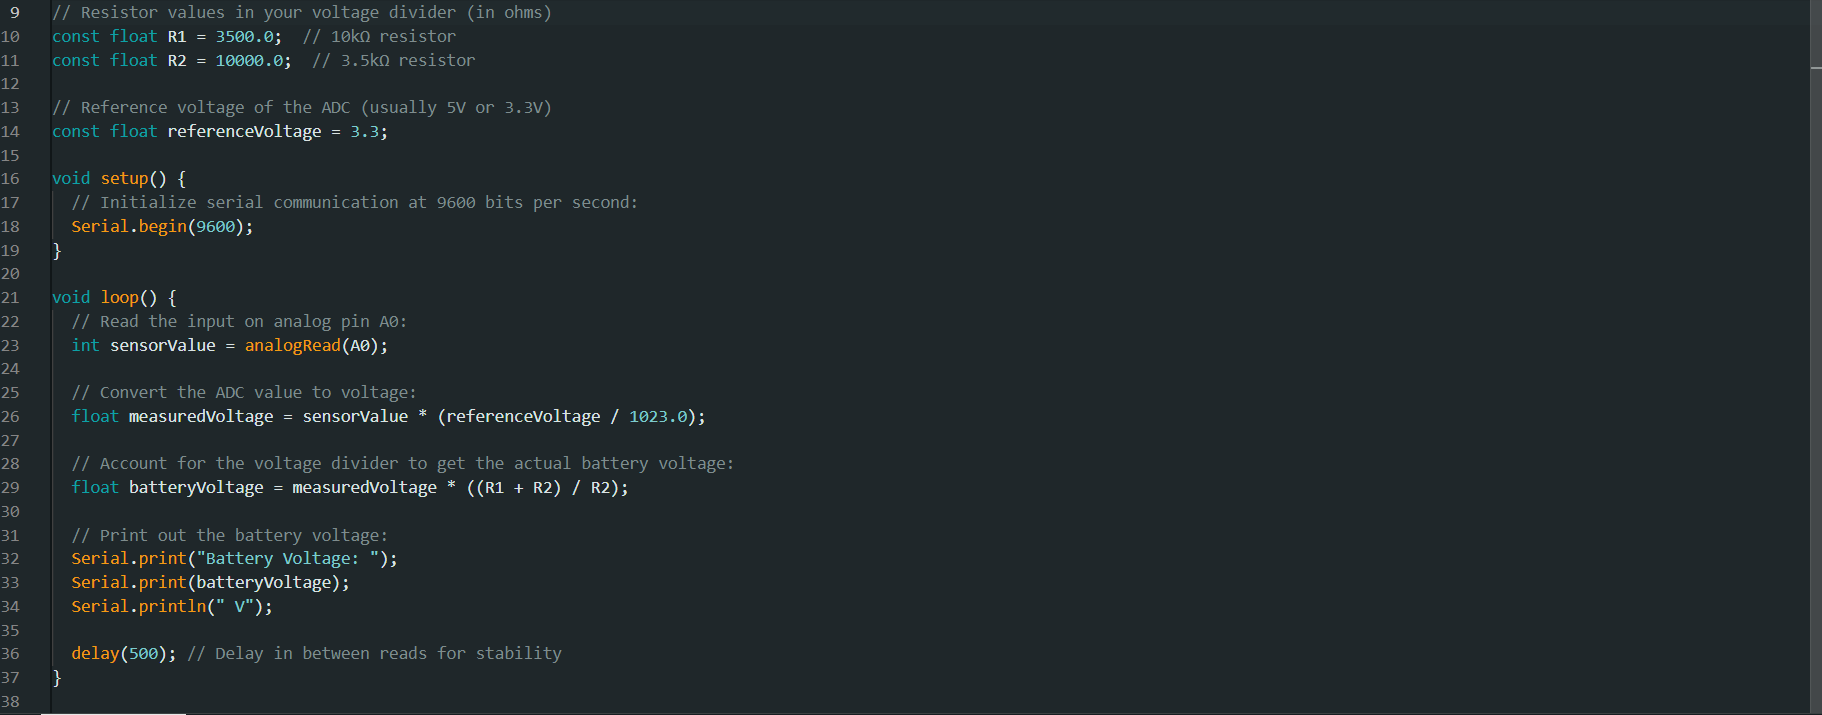 9 // Resistor values in your voltage divider (in ohms)
10 const float R1 = 3500.0;  // 10kΩ resistor
11 const float R2 = 10000.0;  // 3.5kΩ resistor
12
13 // Reference voltage of the ADC (usually 5V or 3.3V)
14 const float referenceVoltage = 3.3;
15
16 void setup() {
17   // Initialize serial communication at 9600 bits per second:
18   Serial.begin(9600);
19 }
20
21 void loop() {
22   // Read the input on analog pin A0:
23   int sensorValue = analogRead(A0);
24
25   // Convert the ADC value to voltage:
26   float measuredVoltage = sensorValue * (referenceVoltage / 1023.0);
27
28   // Account for the voltage divider to get the actual battery voltage:
29   float batteryVoltage = measuredVoltage * ((R1 + R2) / R2);
30
31   // Print out the battery voltage:
32   Serial.print("Battery Voltage: ");
33   Serial.print(batteryVoltage);
34   Serial.println(" V");
35
36   delay(500); // Delay in between reads for stability
37 }
38